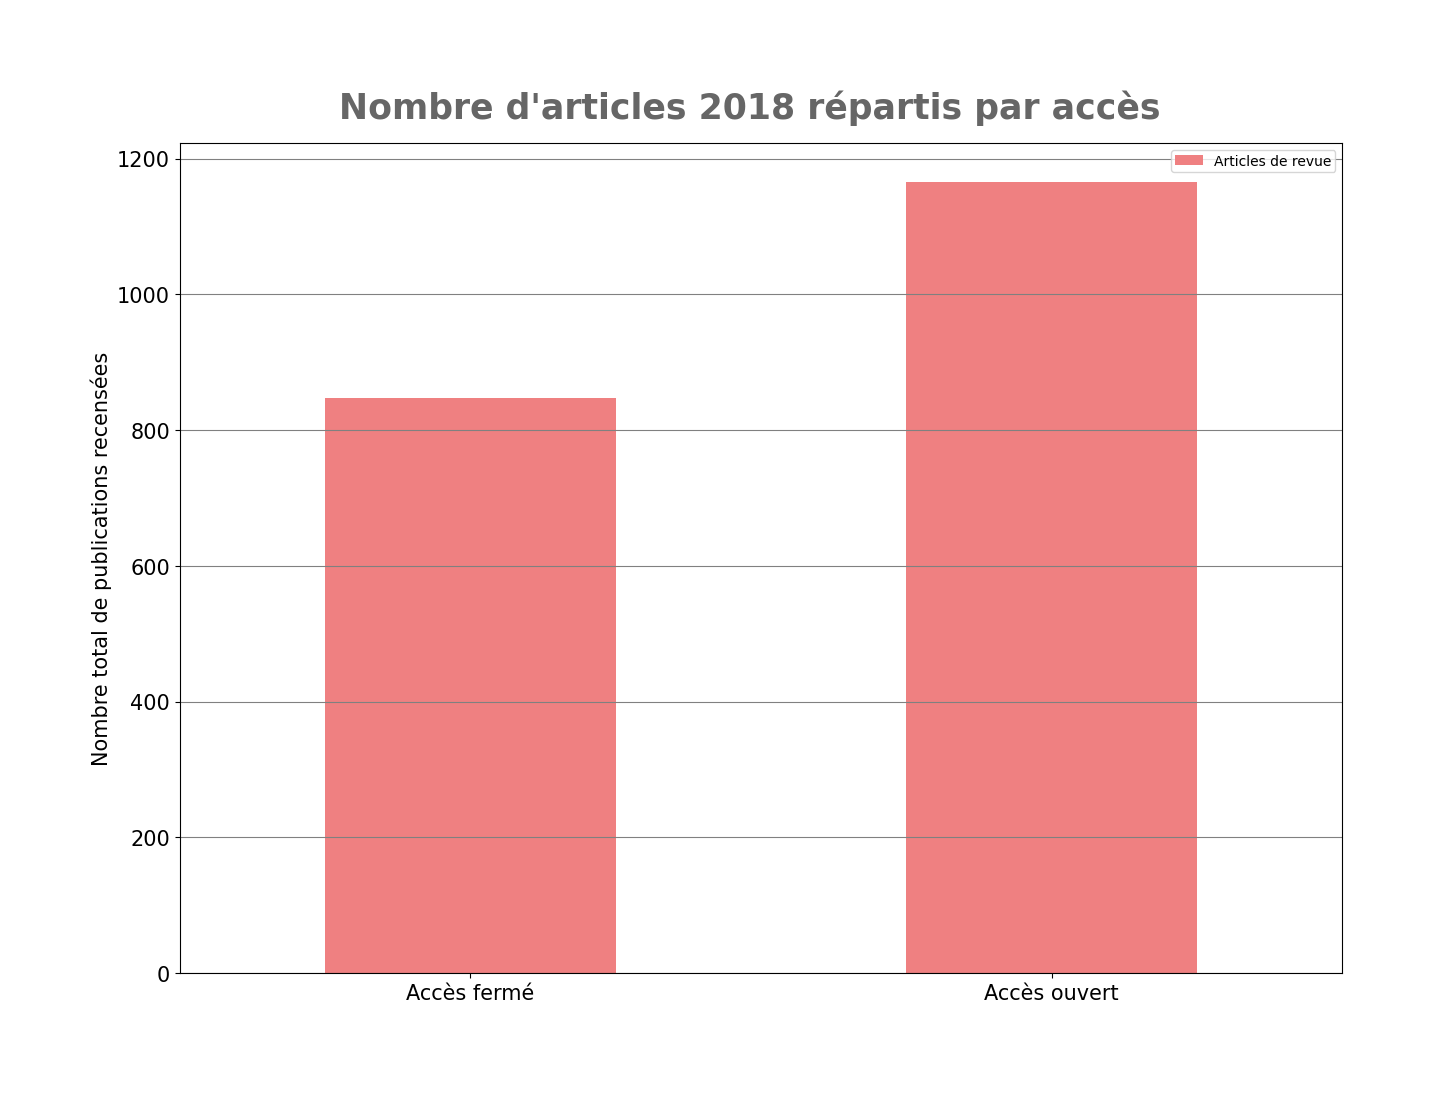 Nombre d'articles 2018 répartis par accès
Articles de revue
Nombre total de publications recensées
1200
1000
800
600
400
200
0
Accès fermé
Accès ouvert